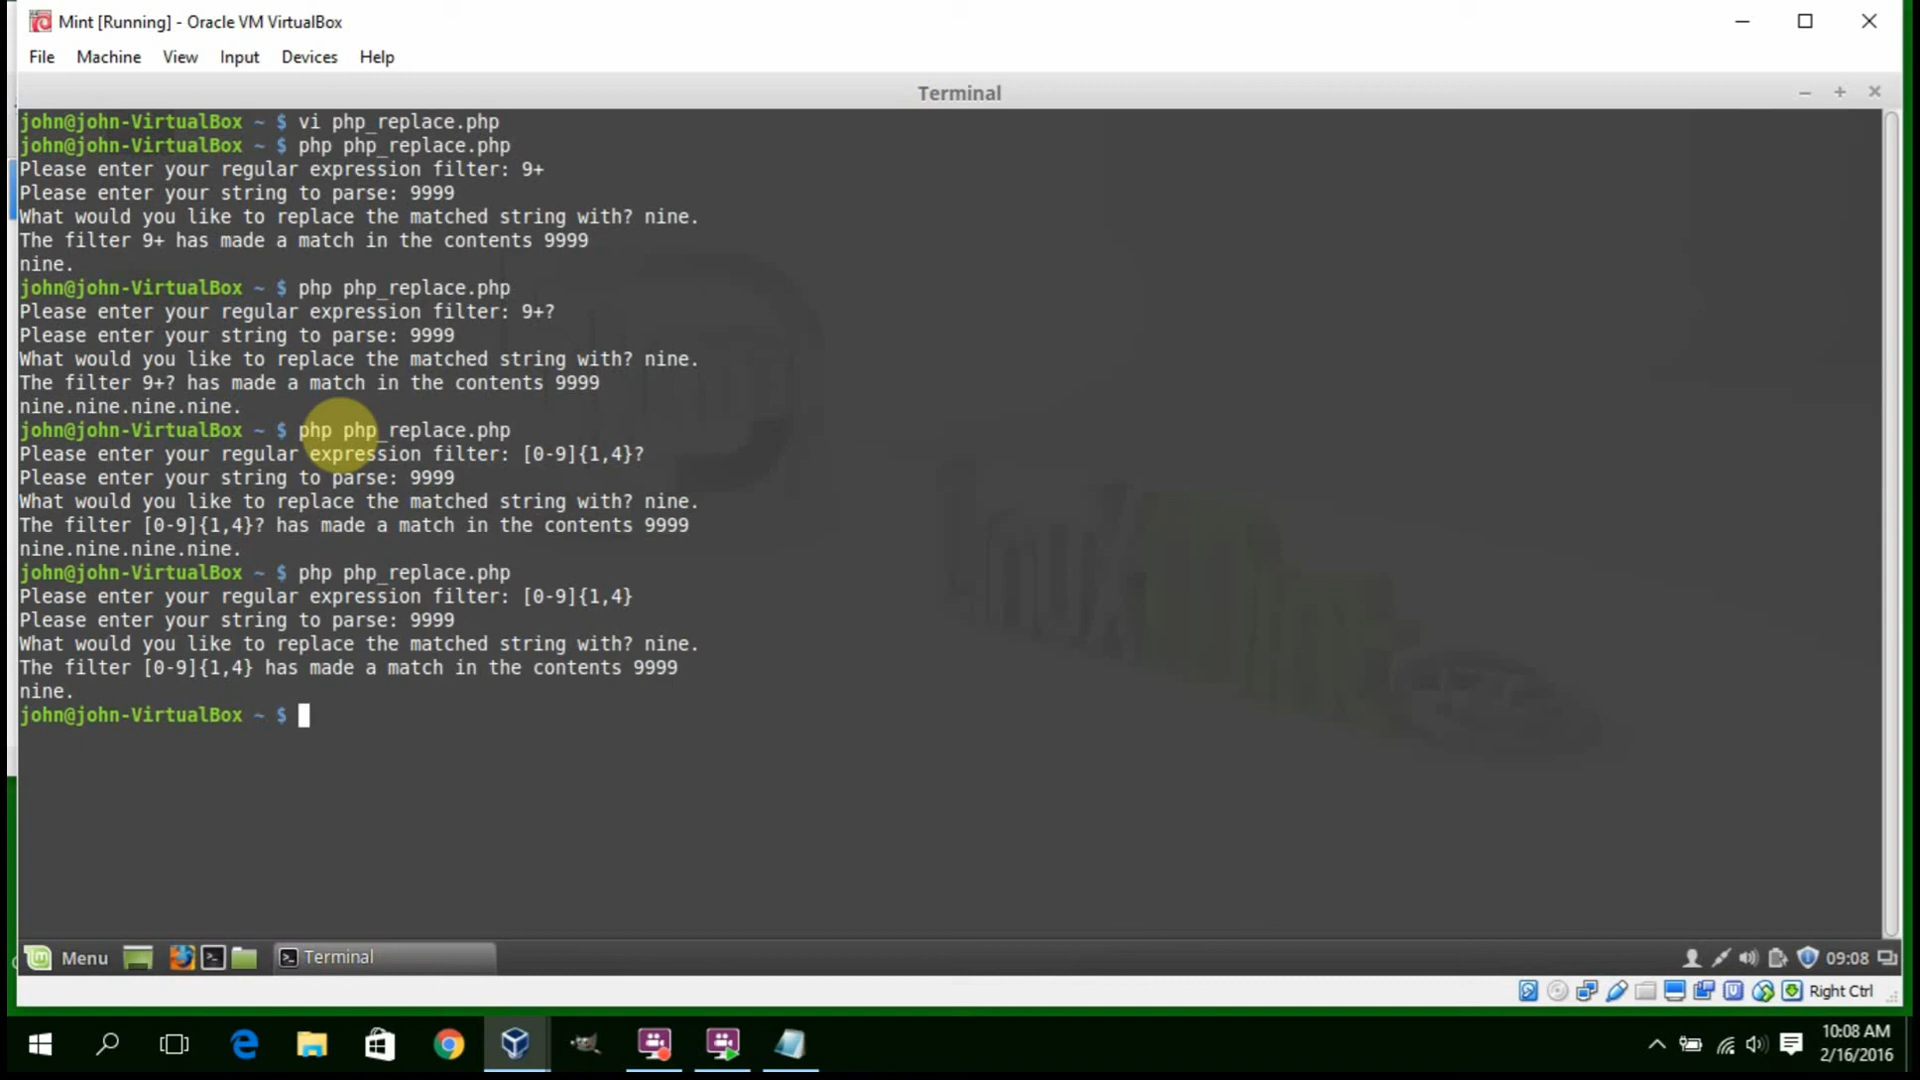 Mint [Running] - Oracle VM VirtualBox
File Machine View Input Devices Help
Terminal
john@john-VirtualBox ~ $ vi php_replace.php
john@john-VirtualBox ~ $ php php_replace.php
Please enter your regular expression filter: 9+
Please enter your string to parse: 9999
What would you like to replace the matched string with? nine.
The filter 9+ has made a match in the contents 9999
nine.
john@john-VirtualBox ~ $ php php_replace.php
Please enter your regular expression filter: 9+?
Please enter your string to parse: 9999
What would you like to replace the matched string with? nine.
The filter 9+? has made a match in the contents 9999
nine.nine.nine.nine.
john@john-VirtualBox ~ $ php php_replace.php
Please enter your regular expression filter: [0-9]{1,4}?
Please enter your string to parse: 9999
What would you like to replace the matched string with? nine.
The filter [0-9]{1,4}? has made a match in the contents 9999
nine.nine.nine.nine.
john@john-VirtualBox ~ $ php php_replace.php
Please enter your regular expression filter: [0-9]{1,4}
Please enter your string to parse: 9999
What would you like to replace the matched string with? nine.
The filter [0-9]{1,4} has made a match in the contents 9999
nine.
john@john-VirtualBox ~ $
Menu Terminal 09:08
Right Ctrl
10:08 AM
2/16/2016